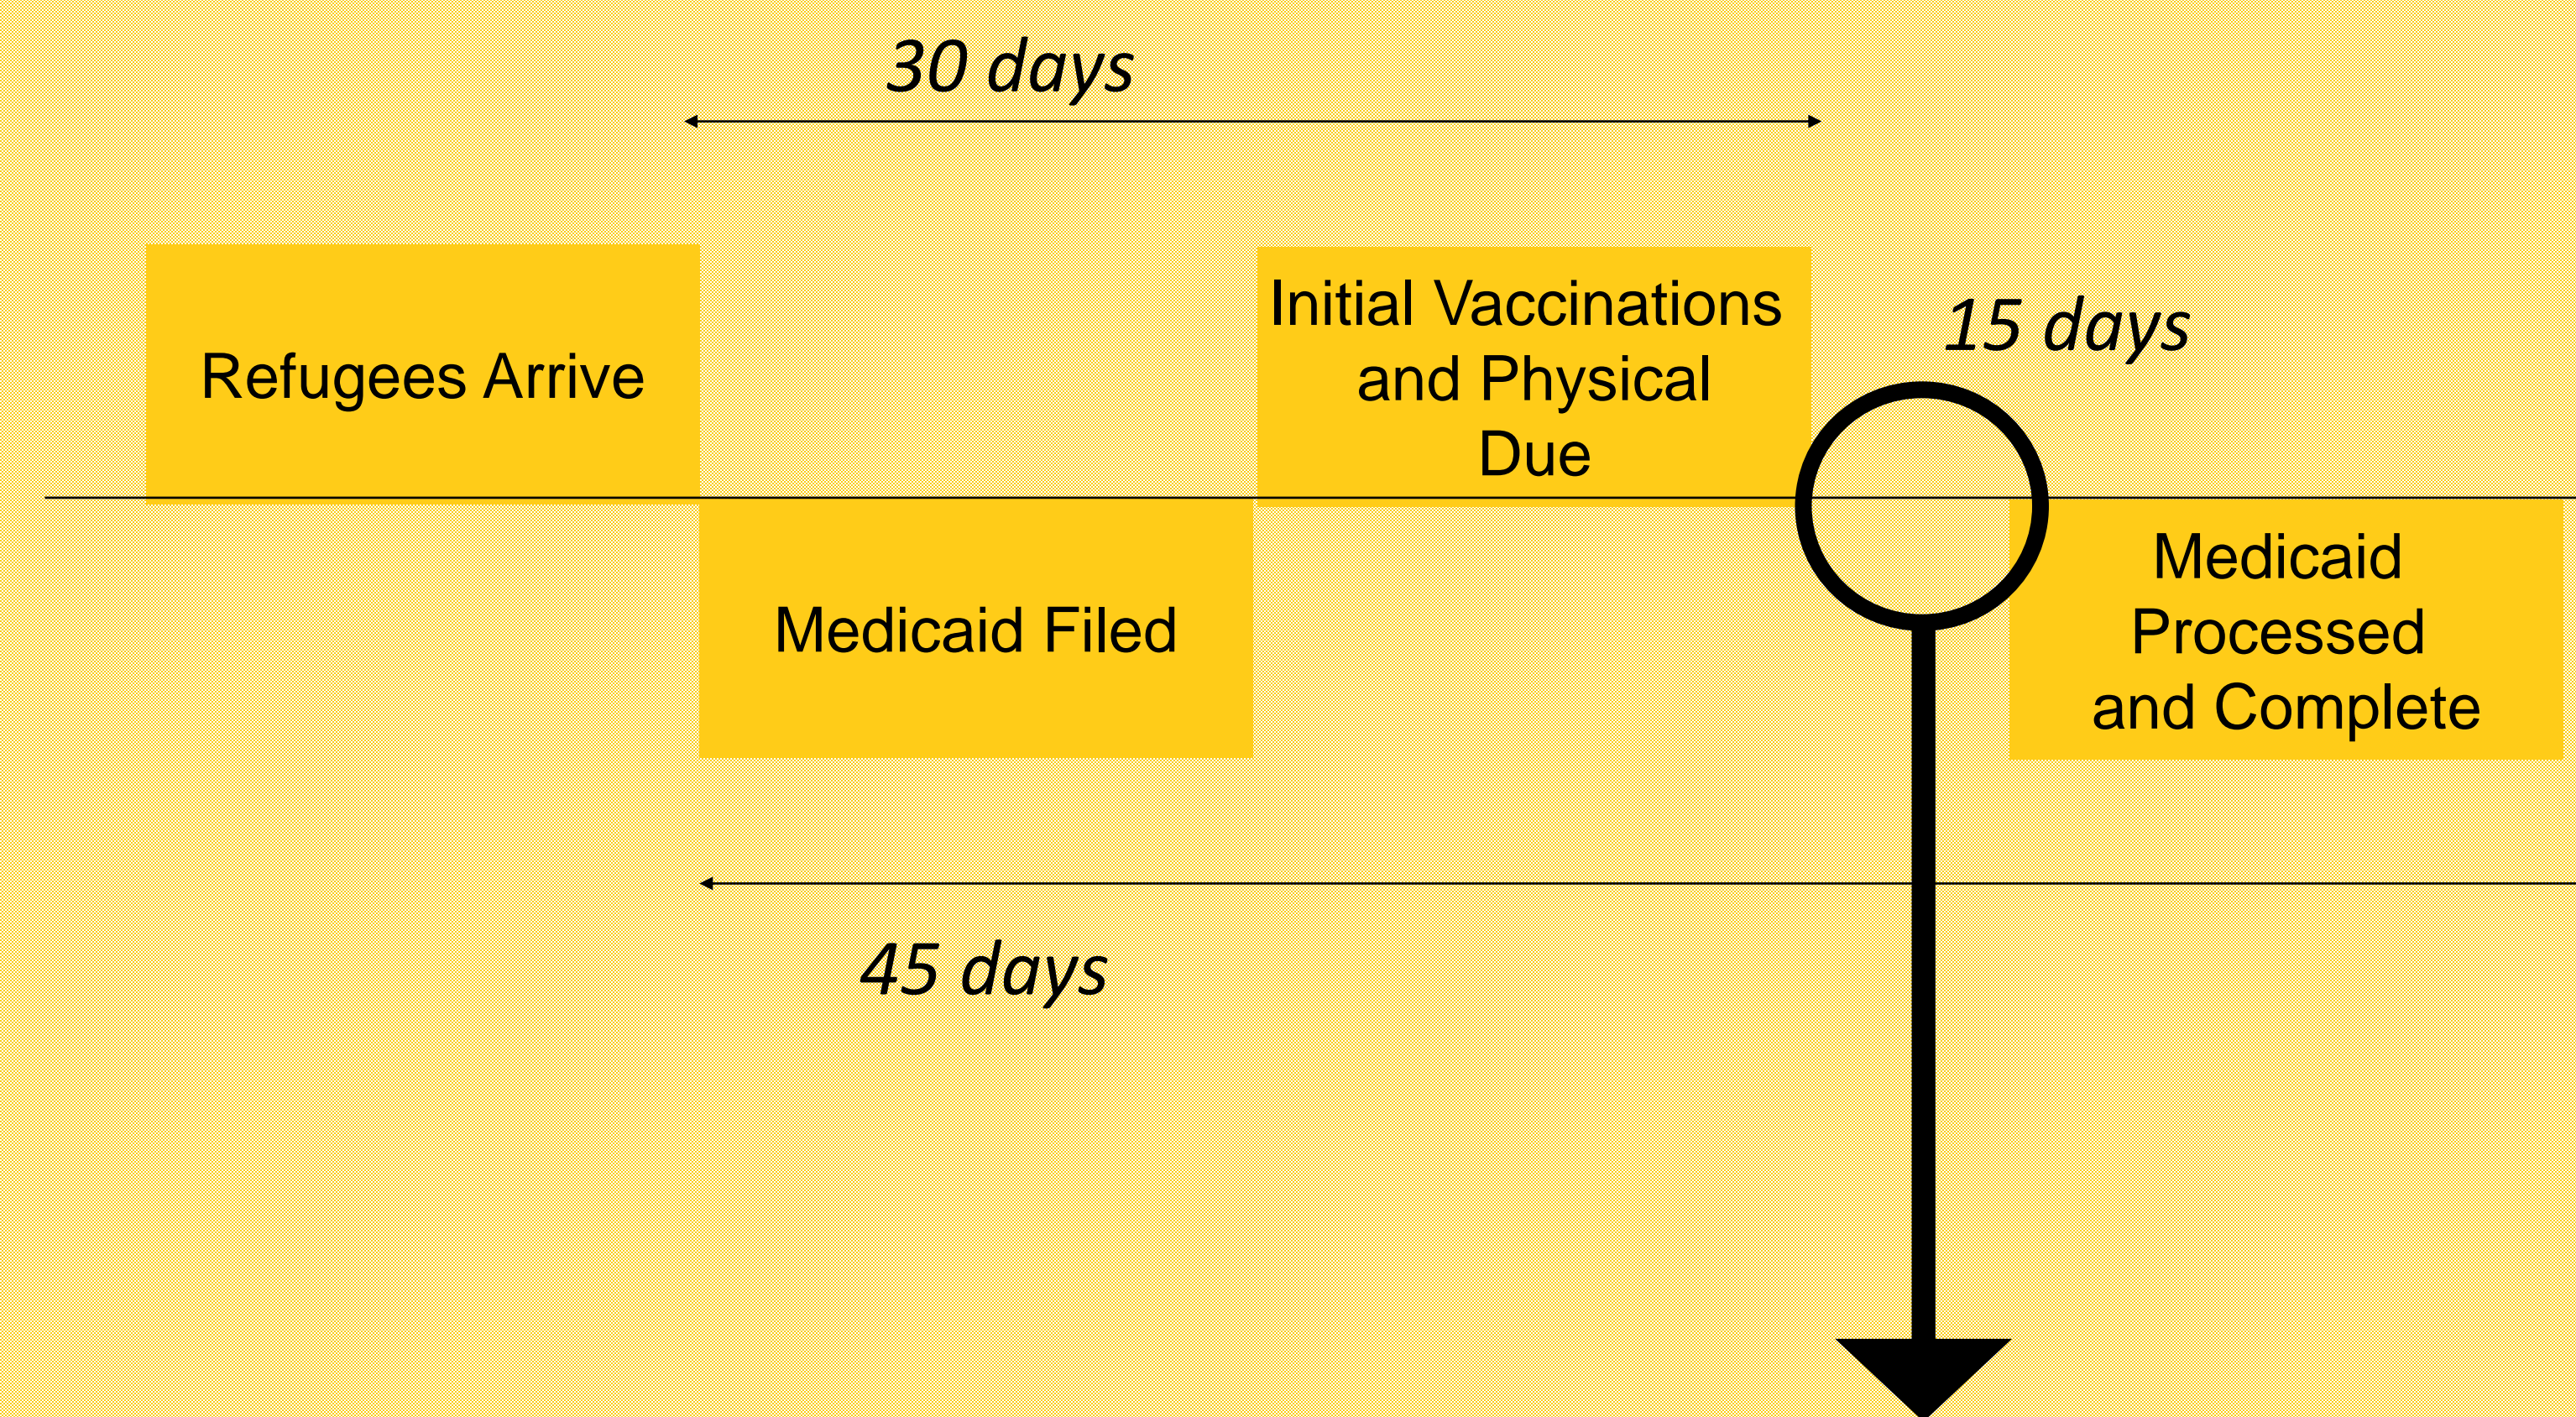 30 days
Refugees Arrive
Initial Vaccinations
and Physical
Due
15 days
Medicaid Filed
Medicaid
Processed
and Complete
45 days